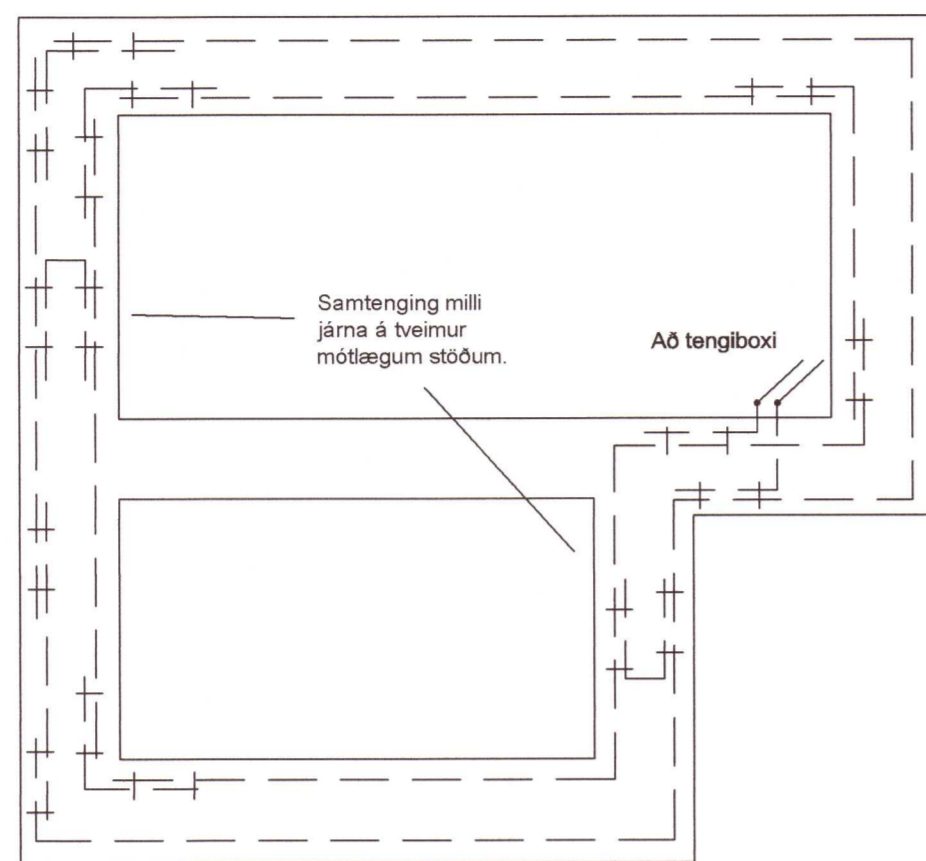 Samtenging milli
járna á tveimur
mótlægum stöðum.
Að tengiboxi